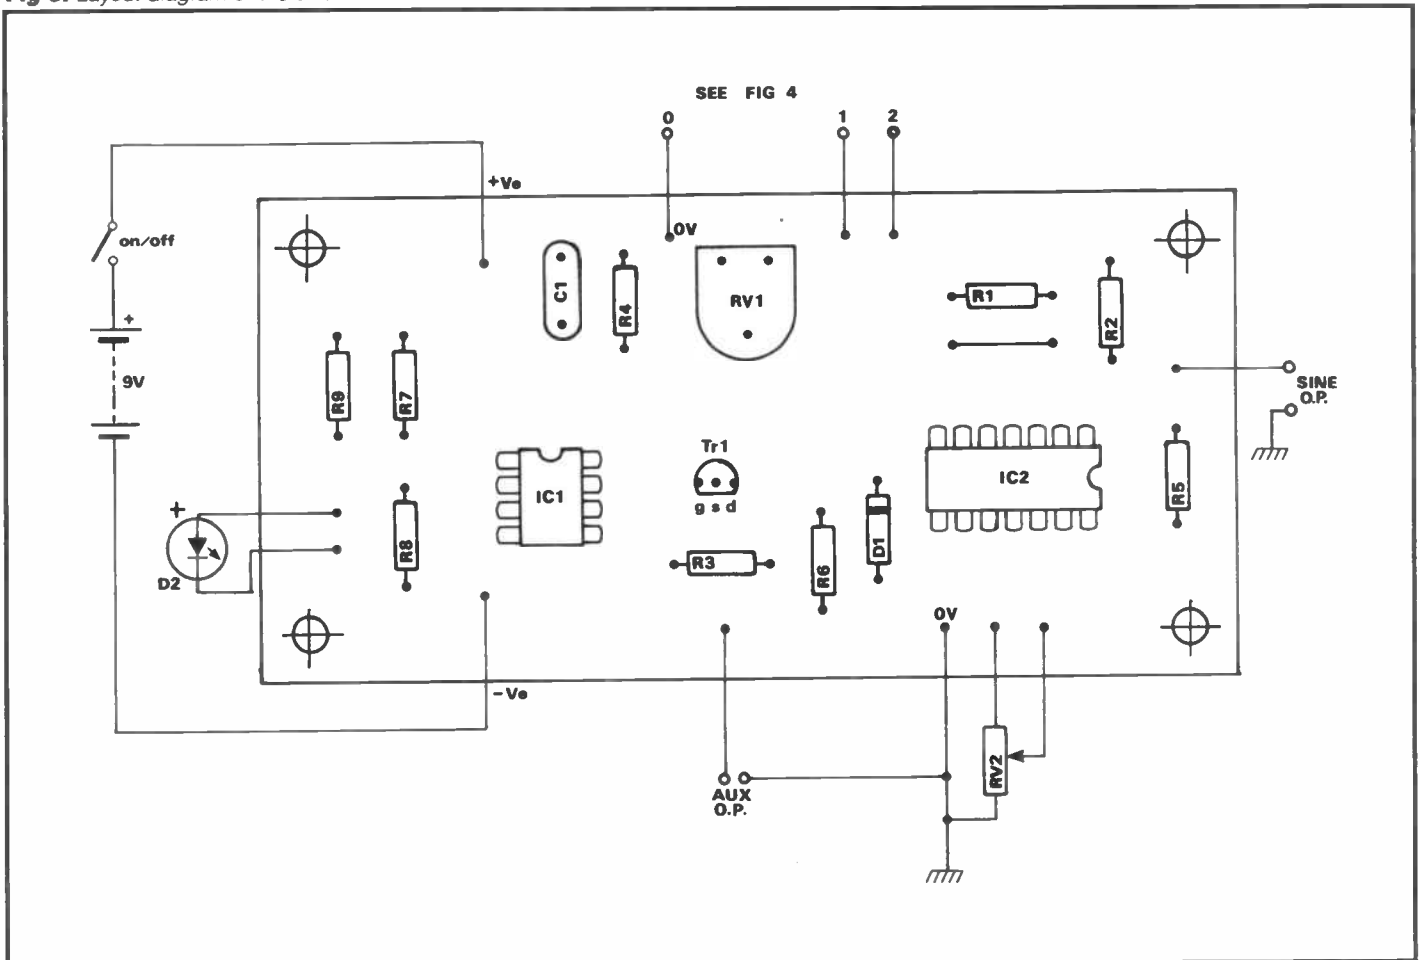 SEE FIG 4
0 1 2
+Ve
0V
on/off
C1
R4
RV1
R1
R2
+
9V
R9
R7
SINE
O.P.
Tr1
IC1
IC2
R5
g s d
+
R8
D1
R3
R6
D2
0V
-Ve
RV2
AUX
O.P.